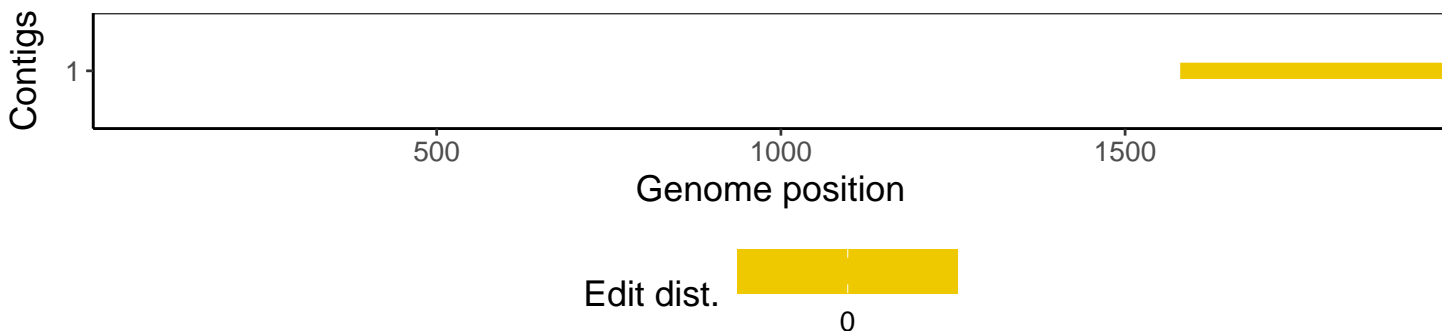 Contigs
1
500 1000 1500
Genome position
Edit dist.
0